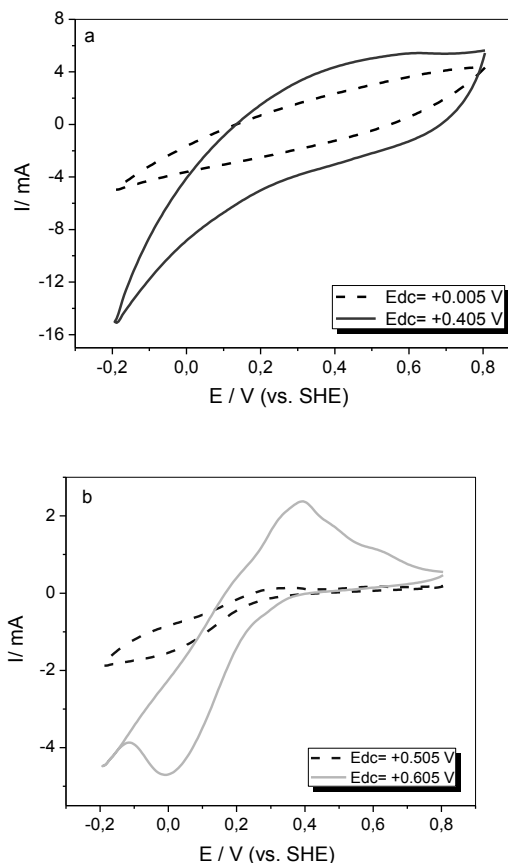 a
I/ mA
8
4
0
-4
-8
-12
-16
-0,2 0,0 0,2 0,4 0,6 0,8
E / V (vs. SHE)
Edc= +0.005 V
Edc= +0.405 V
b
I/ mA
2
0
-2
-4
-0,2 0,0 0,2 0,4 0,6 0,8
E / V (vs. SHE)
Edc= +0.505 V
Edc= +0.605 V